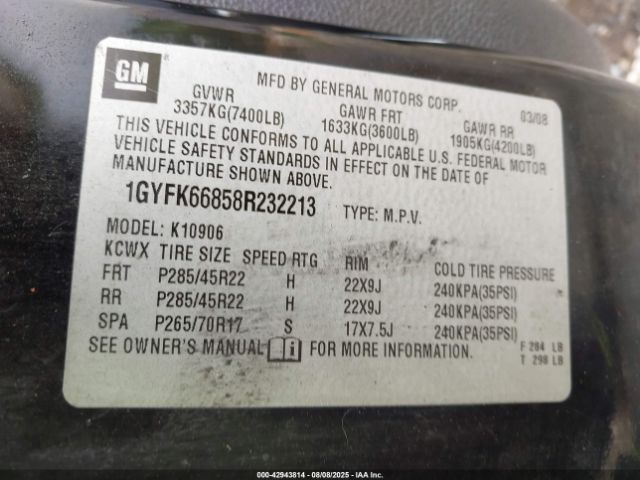 GM
MFD BY GENERAL MOTORS CORP. 03/08
GVWR GAWR FRT GAWR RR
3357KG(7400LB) 1633KG(3600LB) 1905KG(4200LB)
THIS VEHICLE CONFORMS TO ALL APPLICABLE U.S. FEDERAL MOTOR
VEHICLE SAFETY STANDARDS IN EFFECT ON THE DATE OF
MANUFACTURE SHOWN ABOVE.
1GYFK66858R232213 TYPE: M.P.V.
MODEL: K10906
KCWX TIRE SIZE SPEED RTG RIM COLD TIRE PRESSURE
FRT P285/45R22 H 22X9J 240KPA(35PSI)
RR P285/45R22 H 22X9J 240KPA(35PSI)
SPA P265/70R17 S 17X7.5J 240KPA(35PSI)
SEE OWNER'S MANUAL FOR MORE INFORMATION.
F 284 LB
T 298 LB
000-42943814 - 08/08/2025 - IAA Inc.